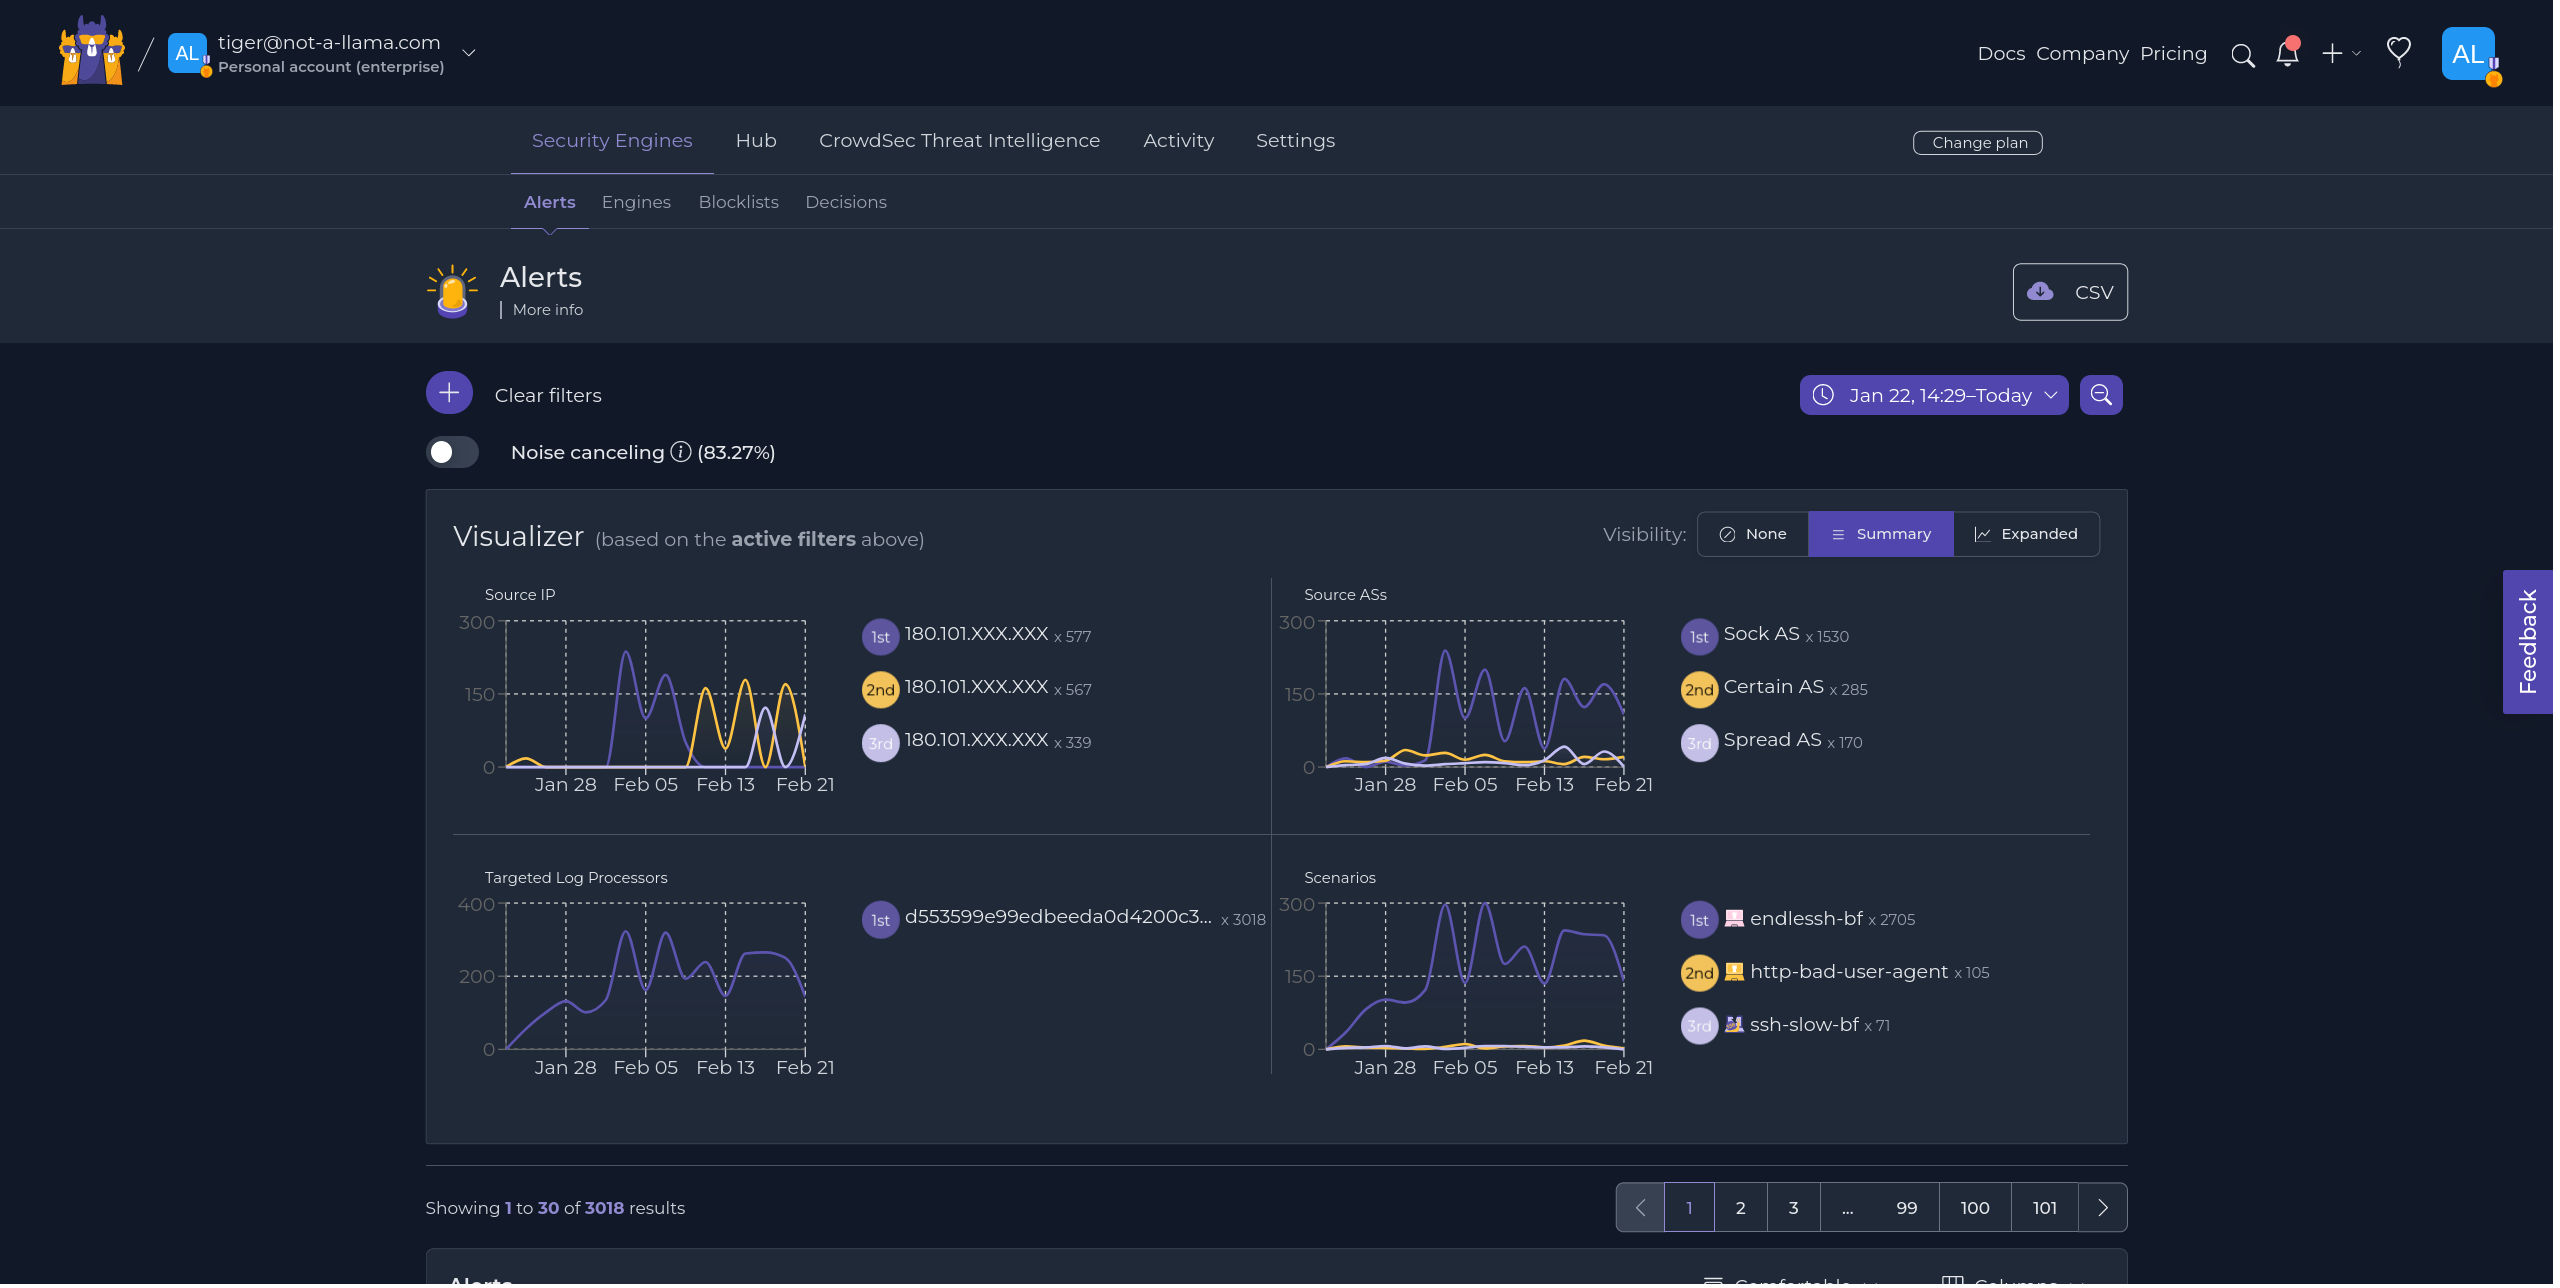 AL tiger@not-a-llama.com
Personal account (enterprise)
Docs Company Pricing
AL
Security Engines Hub CrowdSec Threat Intelligence Activity Settings
Change plan
Alerts Engines Blocklists Decisions
Alerts
More info
CSV
Clear filters
Jan 22, 14:29–Today
Noise canceling (83.27%)
Visualizer (based on the active filters above)
Visibility: None Summary Expanded
Source IP
300
150
0
Jan 28 Feb 05 Feb 13 Feb 21
1st 180.101.XXX.XXX x 577
2nd 180.101.XXX.XXX x 567
3rd 180.101.XXX.XXX x 339
Source ASs
300
150
0
Jan 28 Feb 05 Feb 13 Feb 21
1st Sock AS x 1530
2nd Certain AS x 285
3rd Spread AS x 170
Targeted Log Processors
400
200
0
Jan 28 Feb 05 Feb 13 Feb 21
1st d553599e99edbeeda0d4200c3... x 3018
Scenarios
300
150
0
Jan 28 Feb 05 Feb 13 Feb 21
1st endlessh-bf x 2705
2nd http-bad-user-agent x 105
3rd ssh-slow-bf x 71
Feedback
Showing 1 to 30 of 3018 results
1 2 3 ... 99 100 101
Alerts
Comfortable Columns